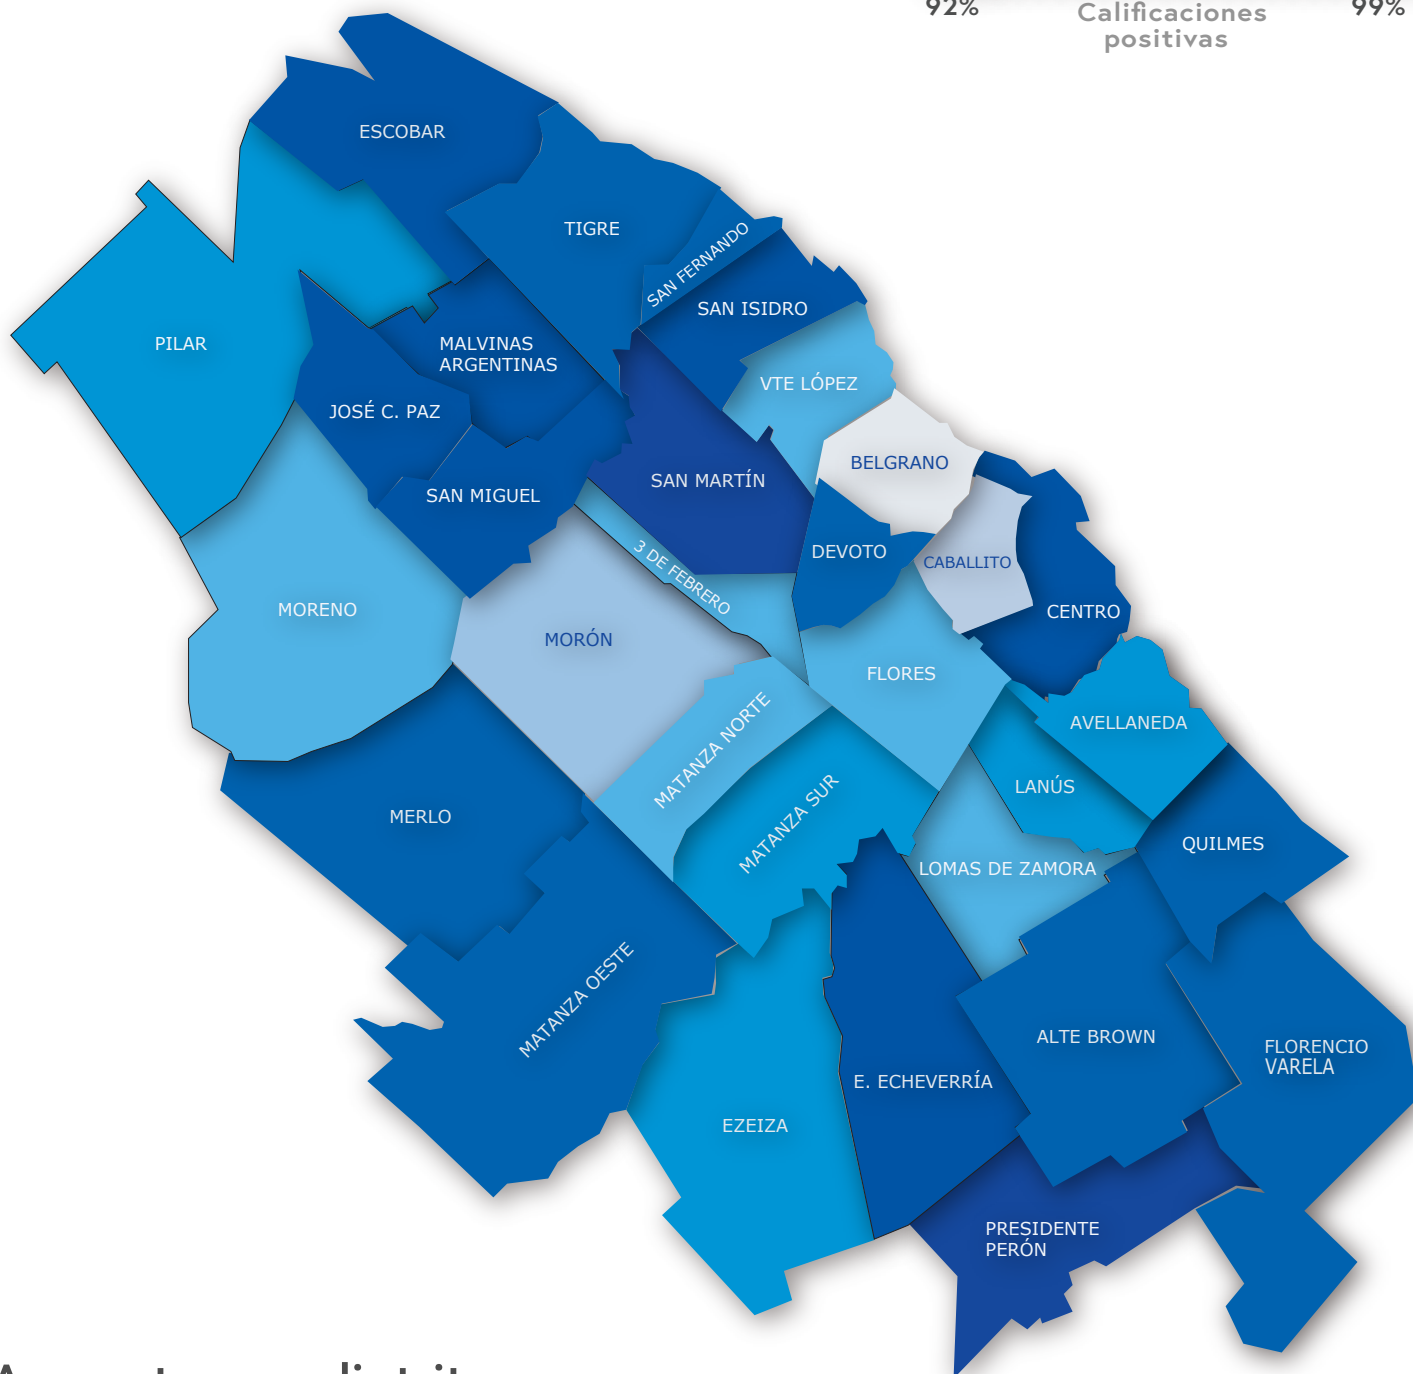 92%
99%
Calificaciones
positivas
ESCOBAR
TIGRE
SAN FERNANDO
SAN ISIDRO
PILAR
MALVINAS
ARGENTINAS
VTE LÓPEZ
JOSÉ C. PAZ
BELGRANO
SAN MARTÍN
SAN MIGUEL
DEVOTO
CABALLITO
3 DE FEBRERO
MORENO
CENTRO
MORÓN
FLORES
AVELLANEDA
MATANZA NORTE
LANÚS
MERLO
MATANZA SUR
QUILMES
LOMAS DE ZAMORA
MATANZA OESTE
ALTE BROWN
FLORENCIO
VARELA
E. ECHEVERRÍA
EZEIZA
PRESIDENTE
PERÓN